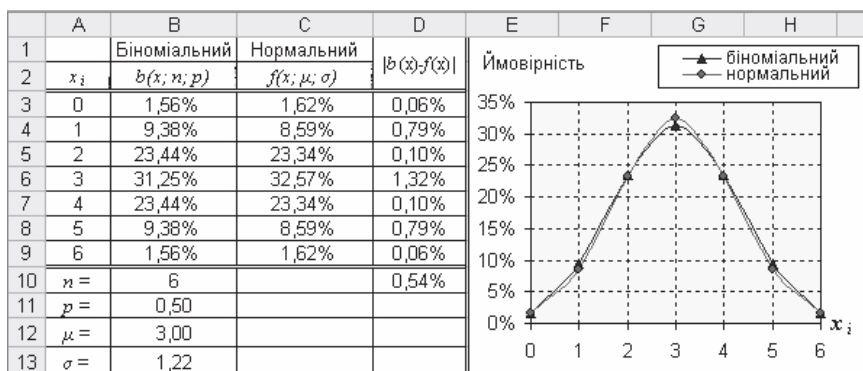 A B C D E F G H
1 Біноміальний Нормальний |b(x)-f(x)|
2 x i b(x; n; p) f(x; μ; σ)
3 0 1,56% 1,62% 0,06%
4 1 9,38% 8,59% 0,79%
5 2 23,44% 23,34% 0,10%
6 3 31,25% 32,57% 1,32%
7 4 23,44% 23,34% 0,10%
8 5 9,38% 8,59% 0,79%
9 6 1,56% 1,62% 0,06%
10 n = 6 0,54%
11 p = 0,50
12 μ = 3,00
13 σ = 1,22
Ймовірність
біноміальний
нормальний
35%
30%
25%
20%
15%
10%
5%
0%
x i
0 1 2 3 4 5 6